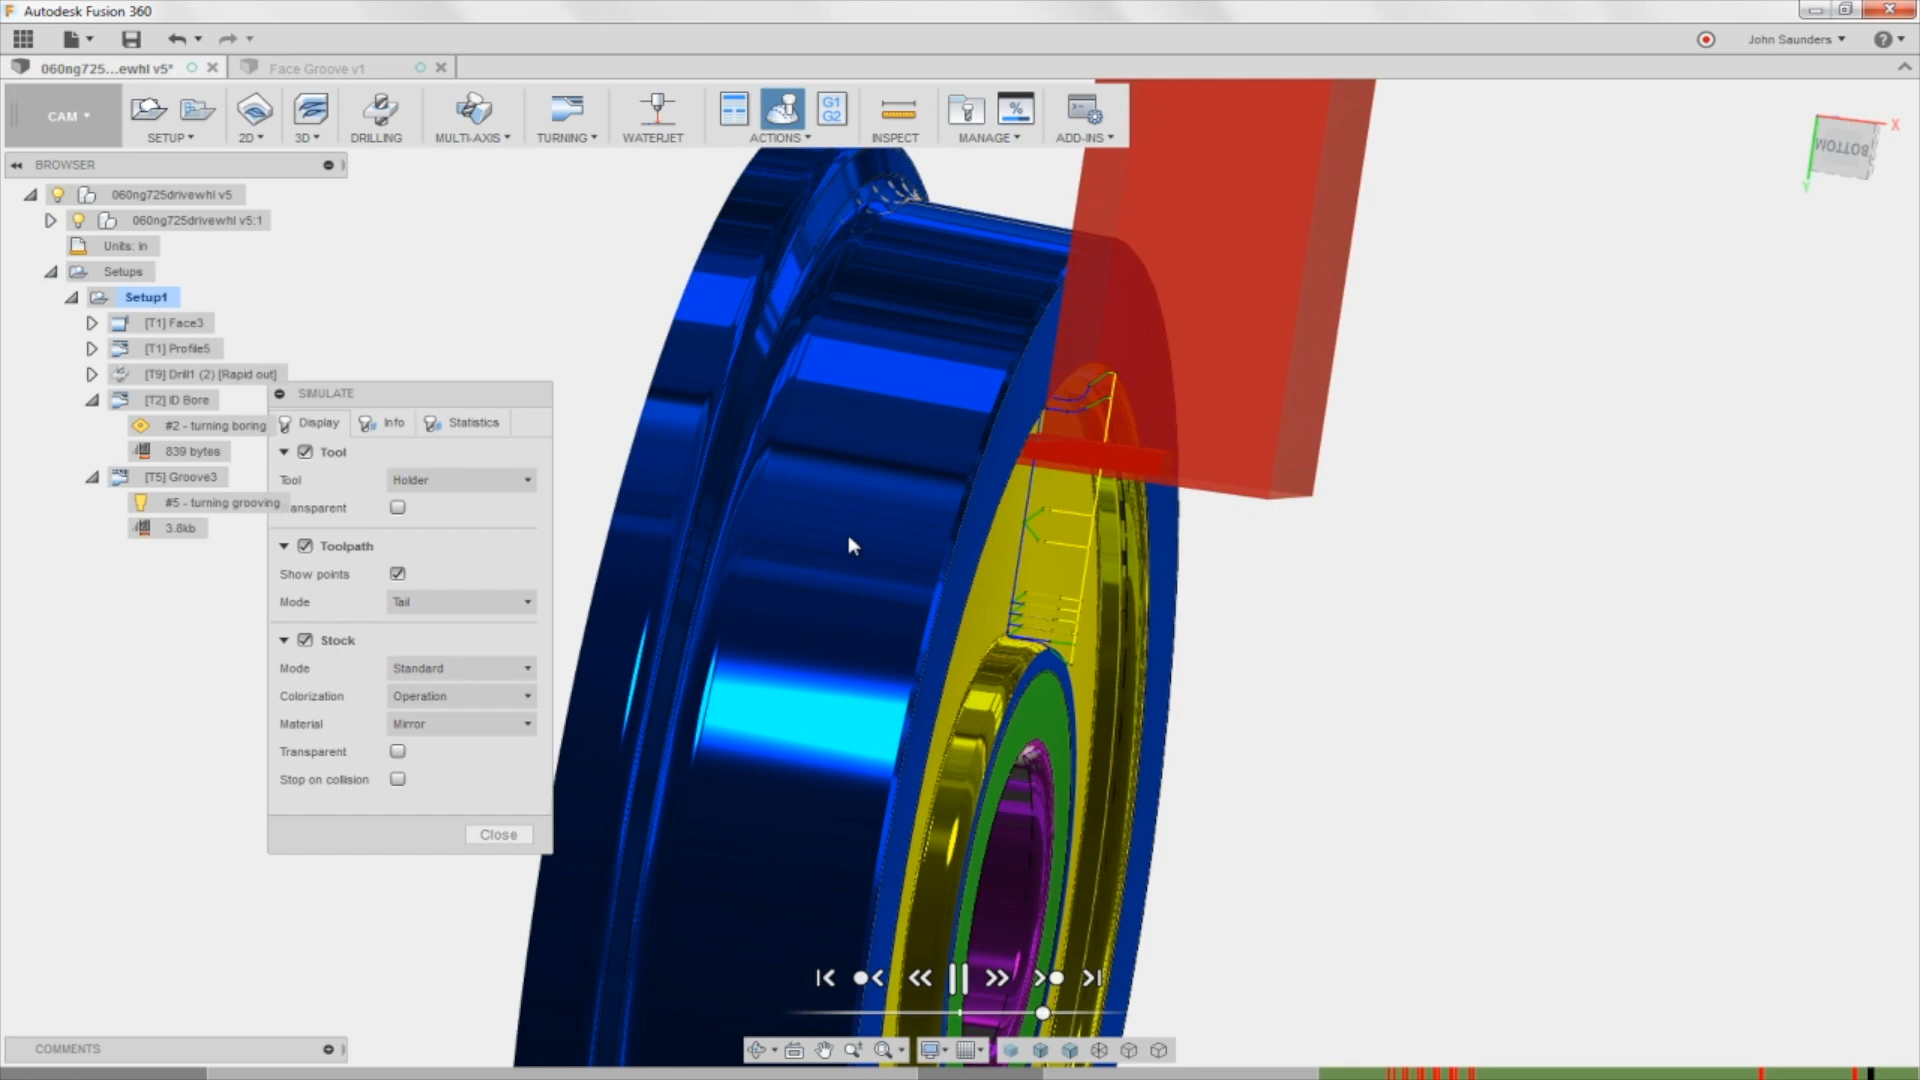 Autodesk Fusion 360
John Saunders
060ng725...ewhl v5*
Face Groove v1
CAM
SETUP
2D
3D
DRILLING
MULTI-AXIS
TURNING
WATERJET
G1
G2
ACTIONS
INSPECT
%
MANAGE
ADD-INS
X
BOTTOM
Y
BROWSER
060ng725drivewhl v5
060ng725drivewhl v5:1
Units: in
Setups
Setup1
[T1] Face3
[T1] Profile5
[T9] Drill1 (2) [Rapid out]
[T2] ID Bore
#2 - turning boring
839 bytes
[T5] Groove3
#5 - turning grooving
3.8kb
SIMULATE
Display
Info
Statistics
Tool
Tool Holder
ansparent
Toolpath
Show points
Mode Tail
Stock
Mode Standard
Colorization Operation
Material Mirror
Transparent
Stop on collision
Close
COMMENTS